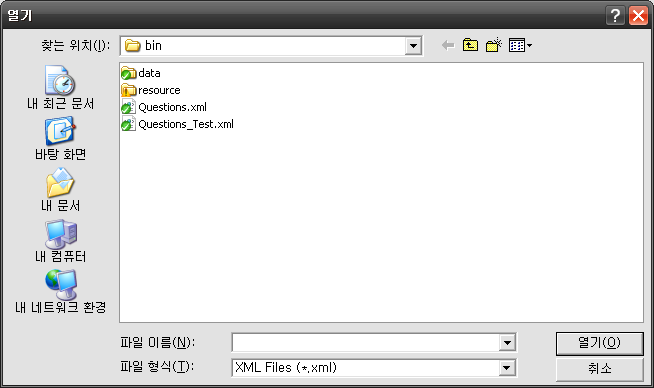 열기
찾는 위치(I): bin
data
resource
Questions.xml
Questions_Test.xml
내 최근 문서
바탕 화면
내 문서
내 컴퓨터
내 네트워크 환경
파일 이름(N):
열기(O)
파일 형식(T): XML Files (*.xml)
취소